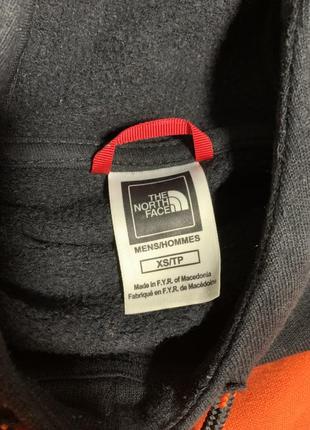 THE
NORTH
FACE
MENS/HOMMES
XS/TP
Made in F.Y.R. of Macedonia
Fabriqué en F.Y.R. de Macédoine